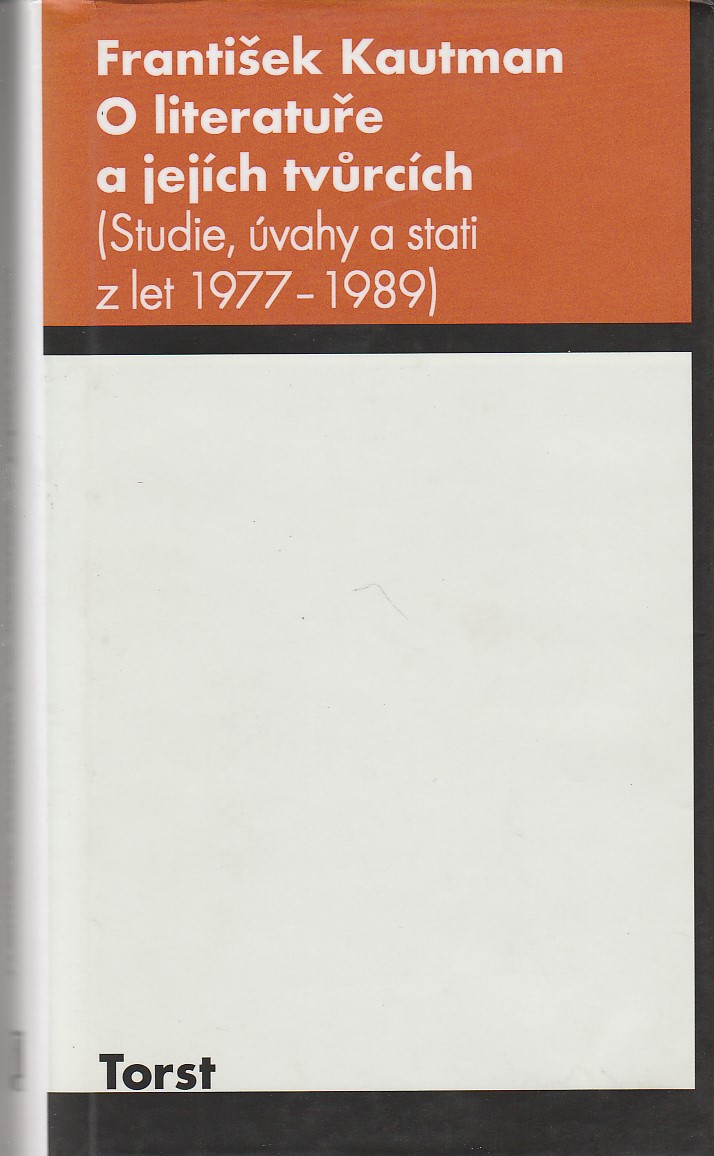 František Kautman
O literatuře
a jejích tvůrcích
(Studie, úvahy a stati
z let 1977–1989)
Torst